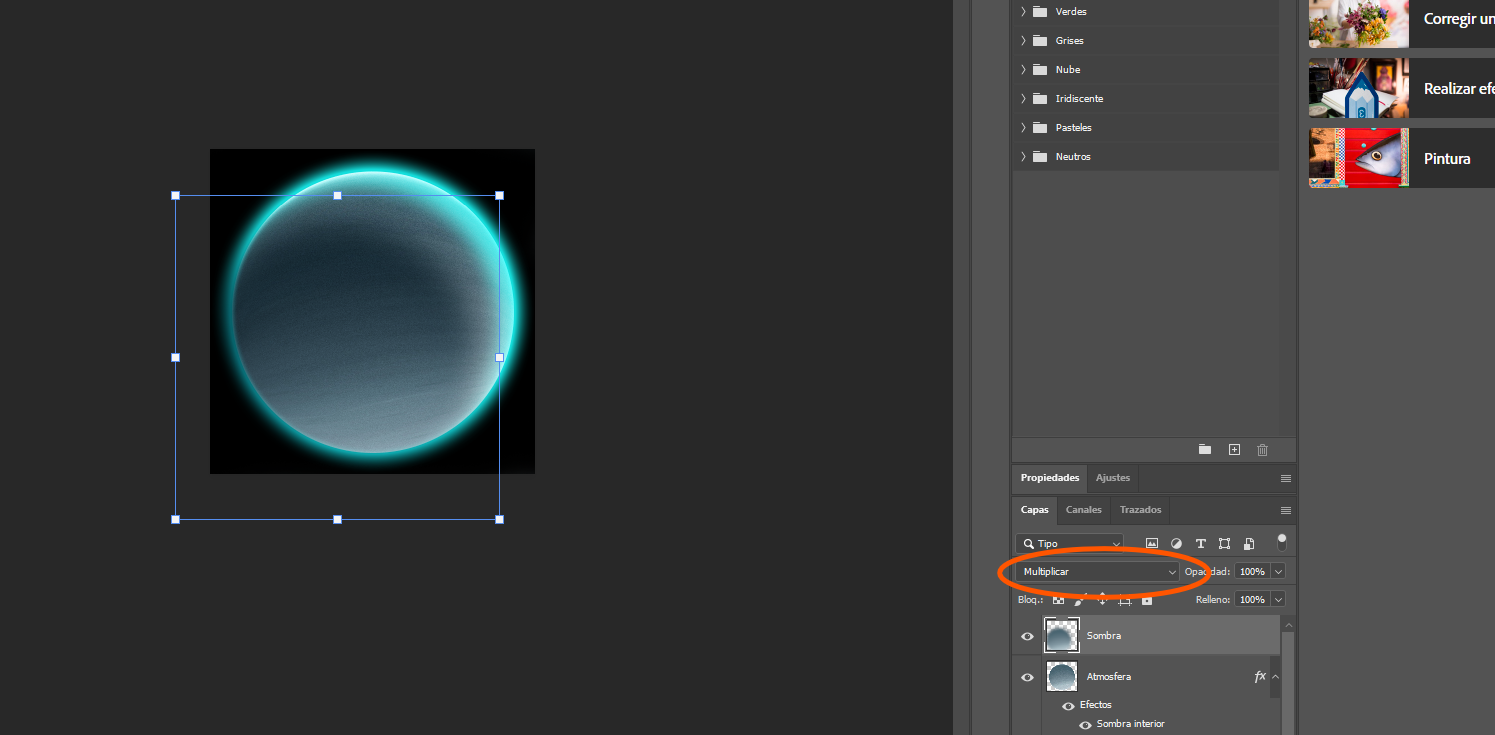 Verdes
Grises
Nube
Iridiscente
Pasteles
Neutros
Corregir un
Realizar efe
Pintura
Propiedades Ajustes
Capas Canales Trazados
Tipo
Multiplicar Opacidad: 100%
Bloq.: Relleno: 100%
Sombra
Atmosfera fx
Efectos
Sombra interior